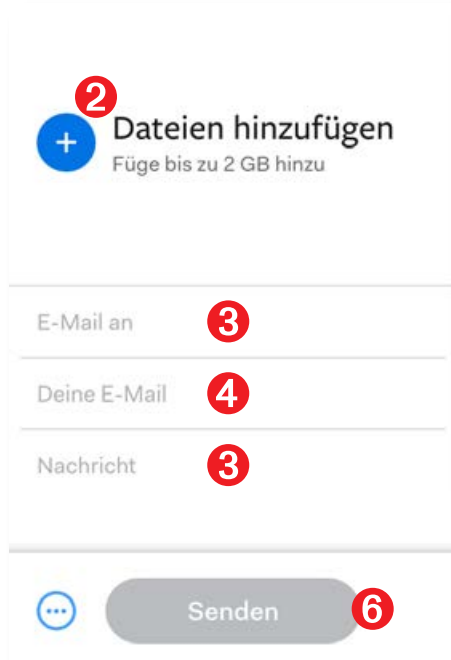 2
Dateien hinzufügen
Füge bis zu 2 GB hinzu
E-Mail an 3
Deine E-Mail 4
Nachricht 3
Senden 6